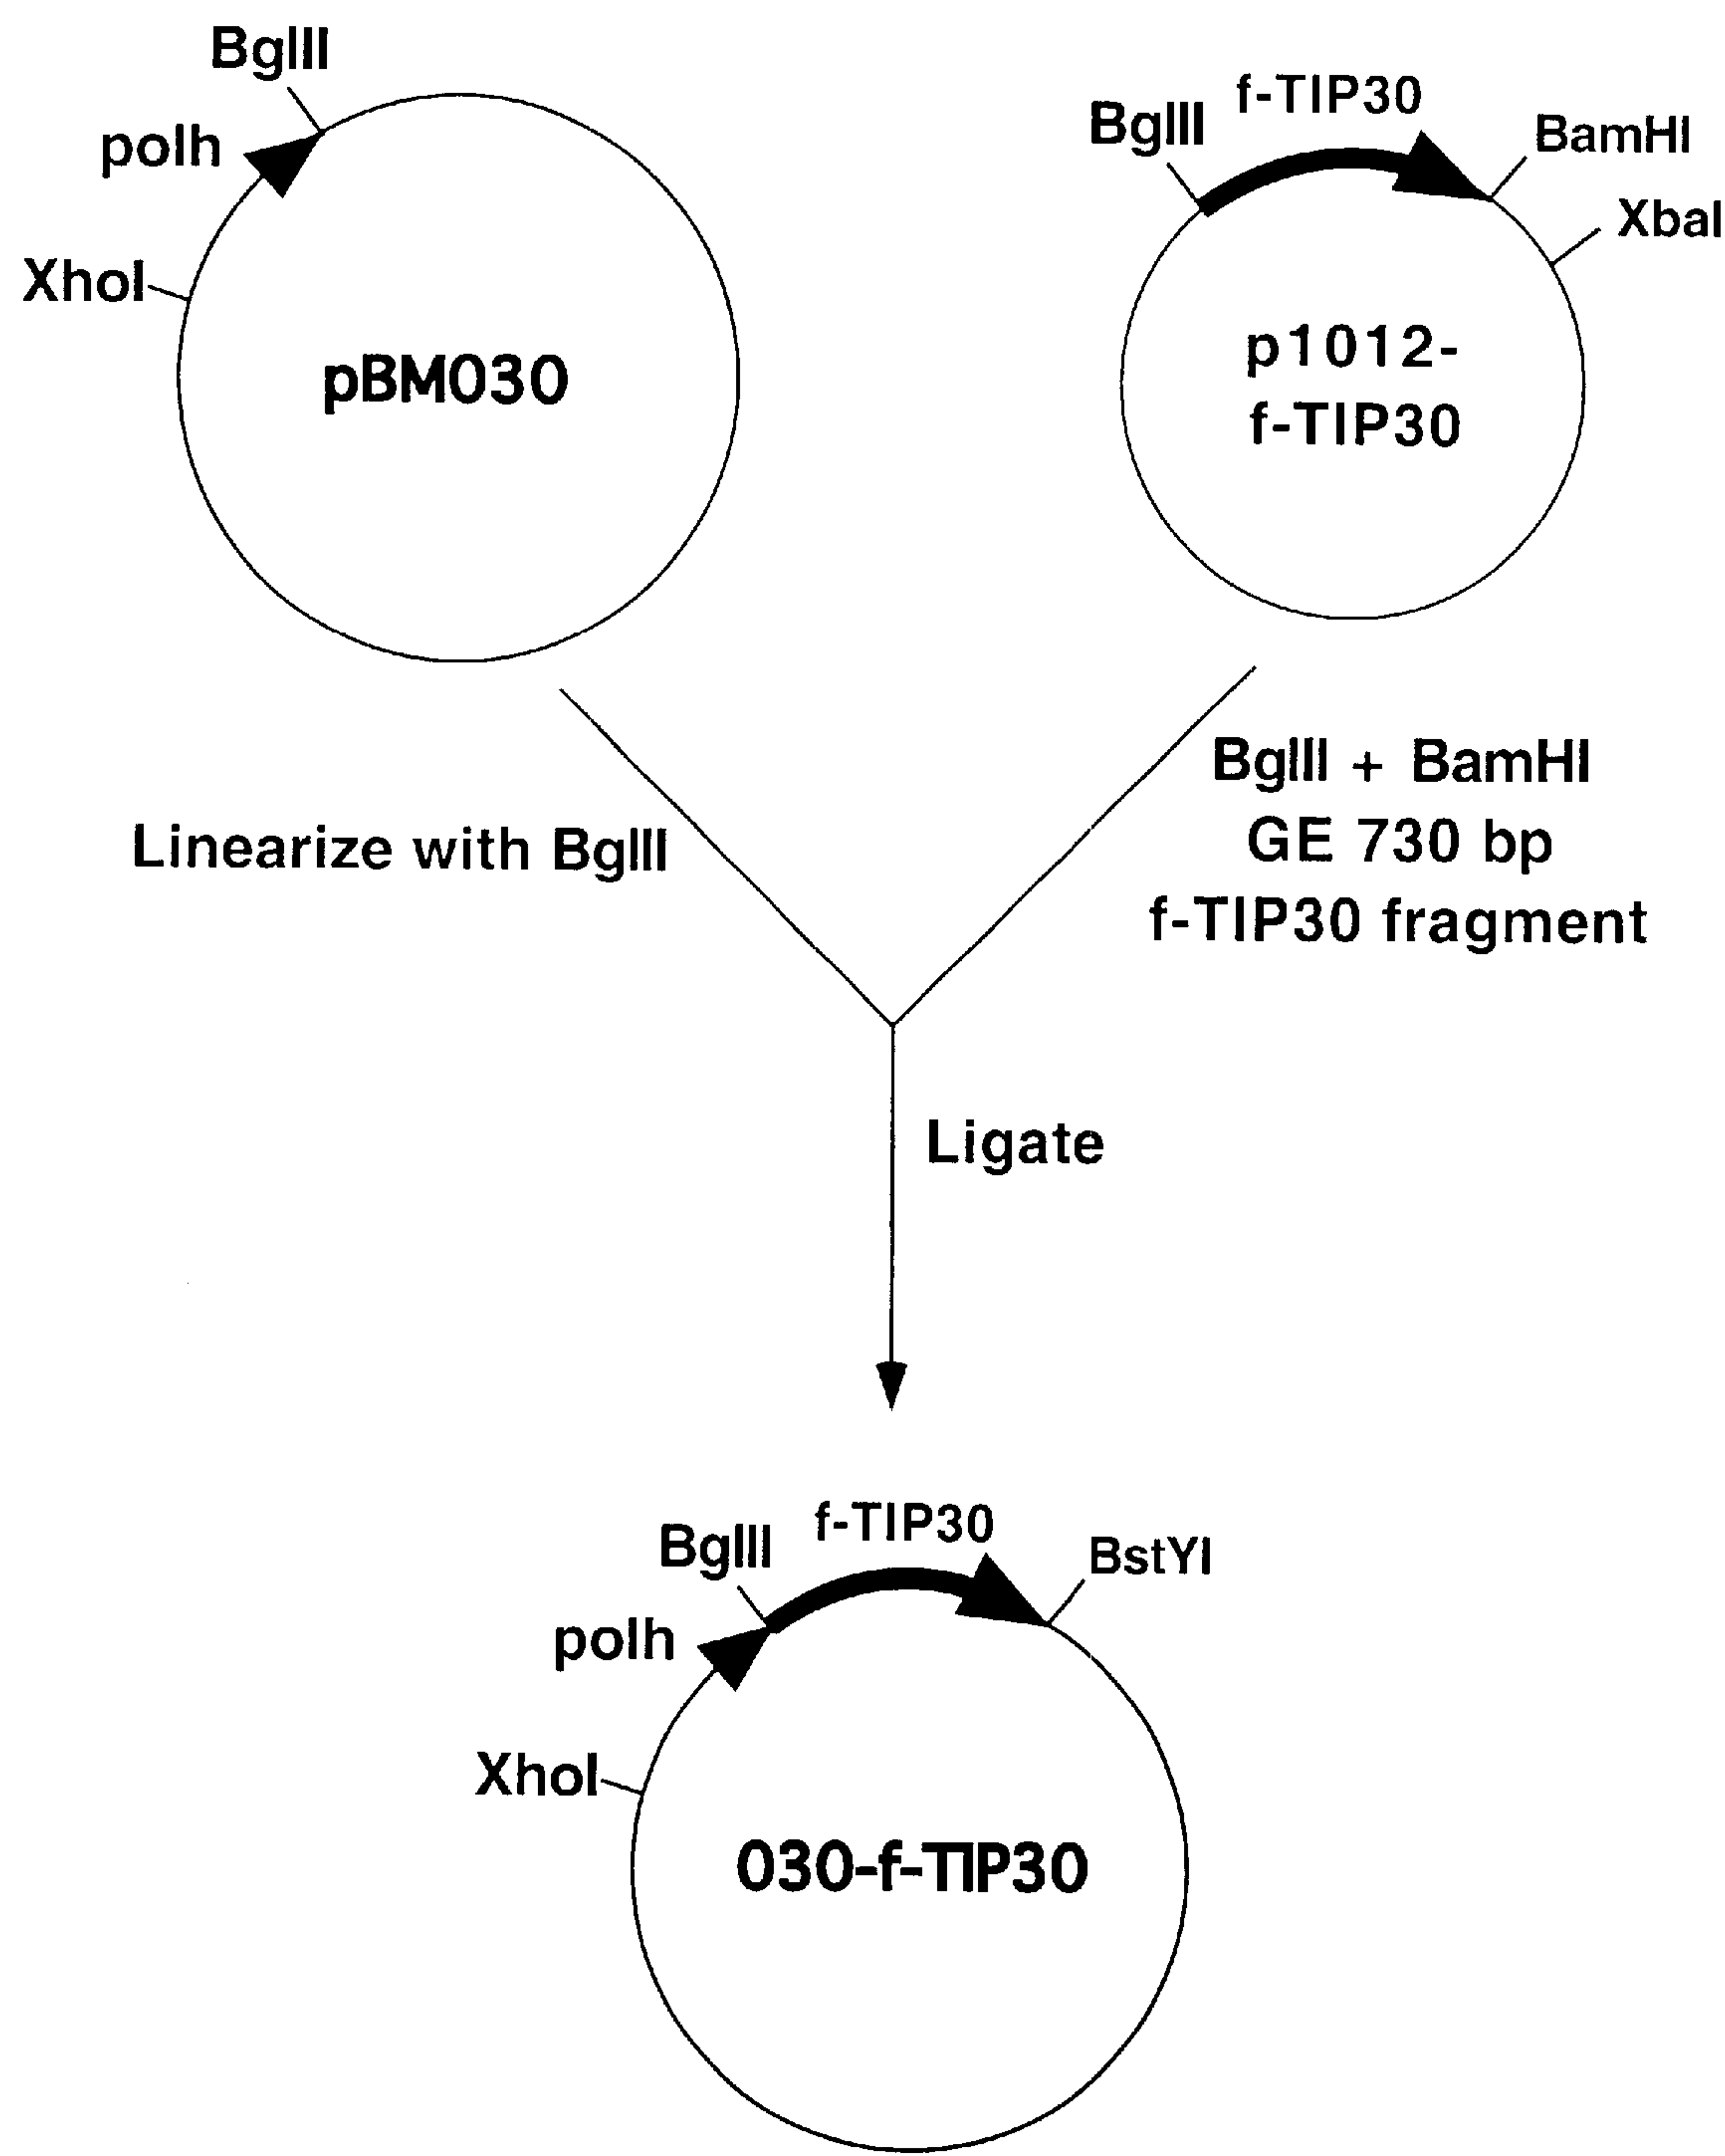 BglII
polh
XhoI
pBM030
f-TIP30
BglII
BamHI
XbaI
p1012-
f-TIP30
Linearize with BglII
BglII + BamHI
GE 730 bp
f-TIP30 fragment
Ligate
f-TIP30
BglII
BstYI
polh
XhoI
030-f-TIP30